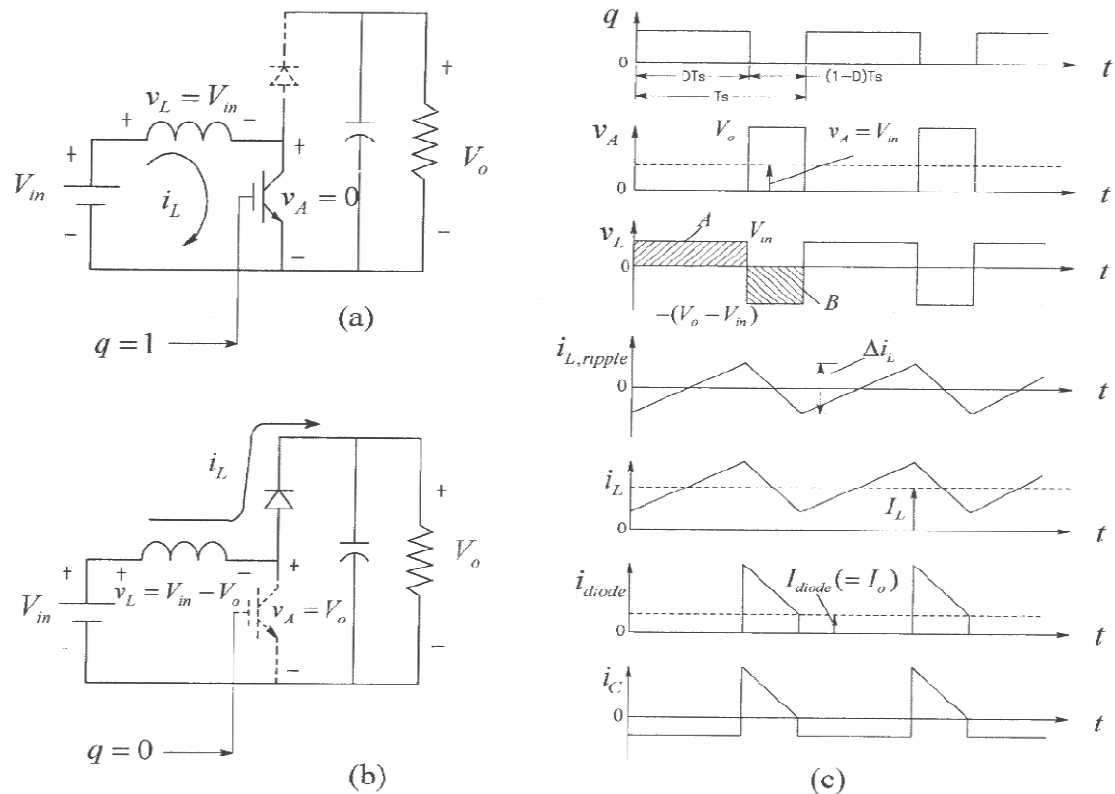 + v_L = V_in −
+
V_in
−
i_L
+
v_A = 0
−
+
V_o
−
q = 1
(a)
i_L
+ −
+ v_L = V_in − V_o
V_in
−
+
v_A = V_o
−
+
V_o
−
q = 0
(b)
q
0
t
DTs
(1-D)Ts
Ts
v_A
V_o
v_A = V_in
0
t
v_L
A
V_in
0
t
B
−(V_o − V_in)
i_L,ripple
Δi_L
0
t
i_L
I_L
0
t
i_diode
I_diode (= I_o)
0
t
i_C
0
t
(c)